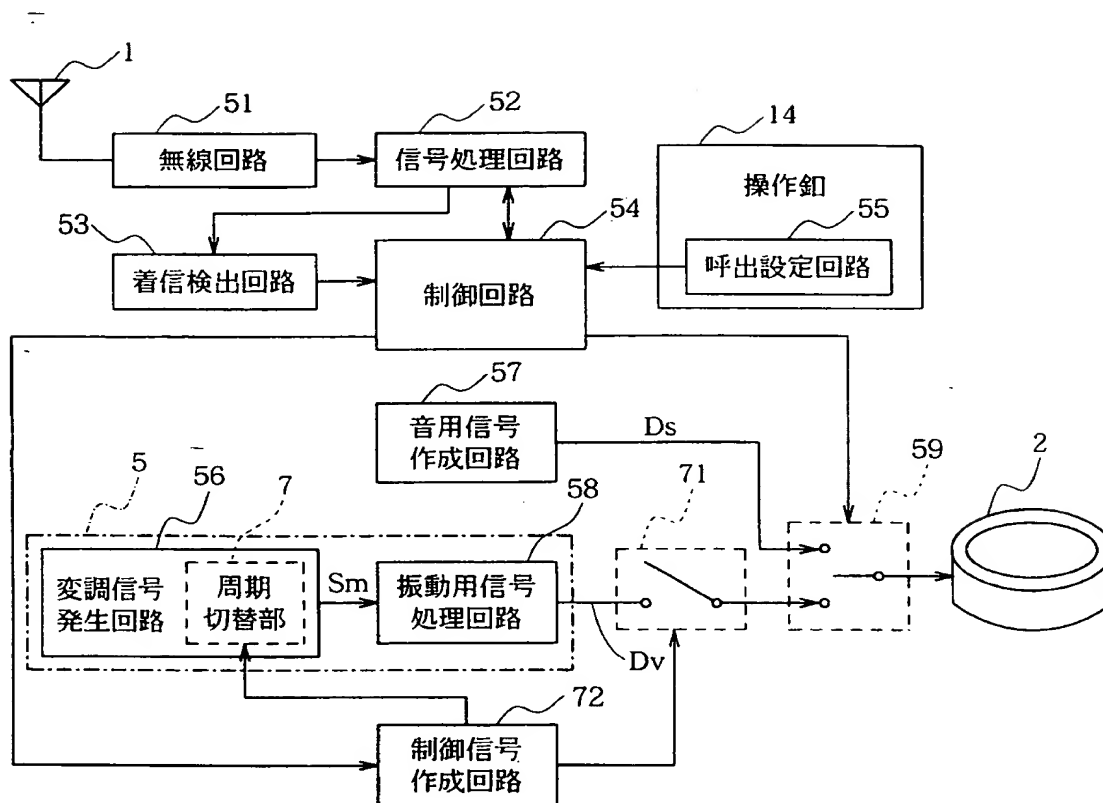 1
51
無線回路
52
信号処理回路
14
操作釦
55
呼出設定回路
53
着信検出回路
54
制御回路
57
音用信号
作成回路
Ds
5
56
変調信号
発生回路
7
周期
切替部
Sm
58
振動用信号
処理回路
Dv
71
59
2
72
制御信号
作成回路